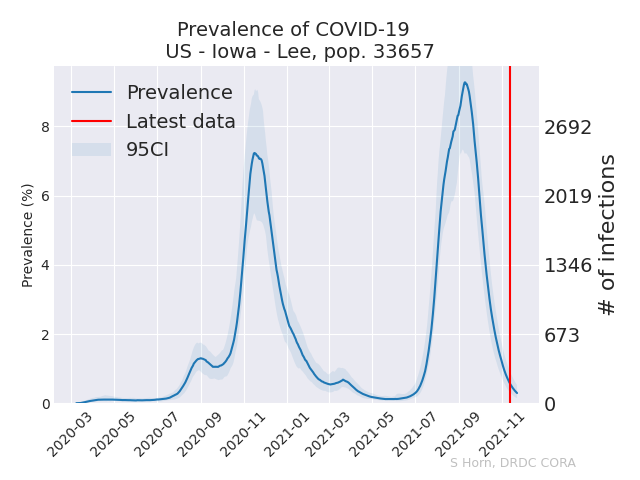 Prevalence of COVID-19
US - Iowa - Lee, pop. 33657
Prevalence
Latest data
95CI
Prevalence (%)
8
6
4
2
0
2692
2019
1346
673
0
# of infections
2020-03
2020-05
2020-07
2020-09
2020-11
2021-01
2021-03
2021-05
2021-07
2021-09
2021-11
S Horn, DRDC CORA